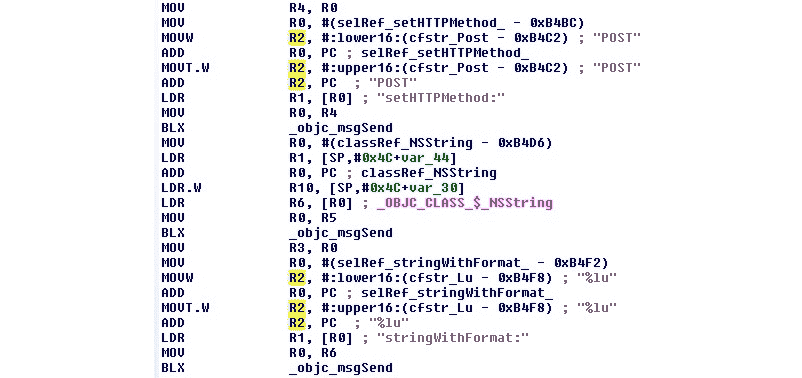 MOV R4, R0
MOV R0, #(selRef_setHTTPMethod_ - 0xB4BC)
MOVW R2, #:lower16:(cfstr_Post - 0xB4C2) ; "POST"
ADD R0, PC ; selRef_setHTTPMethod_
MOVT.W R2, #:upper16:(cfstr_Post - 0xB4C2) ; "POST"
ADD R2, PC ; "POST"
LDR R1, [R0] ; "setHTTPMethod:"
MOV R0, R4
BLX _objc_msgSend
MOV R0, #(classRef_NSString - 0xB4D6)
LDR R1, [SP,#0x4C+var_44]
ADD R0, PC ; classRef_NSString
LDR.W R10, [SP,#0x4C+var_30]
LDR R6, [R0] ; _OBJC_CLASS_$_NSString
MOV R0, R5
BLX _objc_msgSend
MOV R3, R0
MOV R0, #(selRef_stringWithFormat_ - 0xB4F2)
MOVW R2, #:lower16:(cfstr_Lu - 0xB4F8) ; "%lu"
ADD R0, PC ; selRef_stringWithFormat_
MOVT.W R2, #:upper16:(cfstr_Lu - 0xB4F8) ; "%lu"
ADD R2, PC ; "%lu"
LDR R1, [R0] ; "stringWithFormat:"
MOV R0, R6
BLX _objc_msgSend